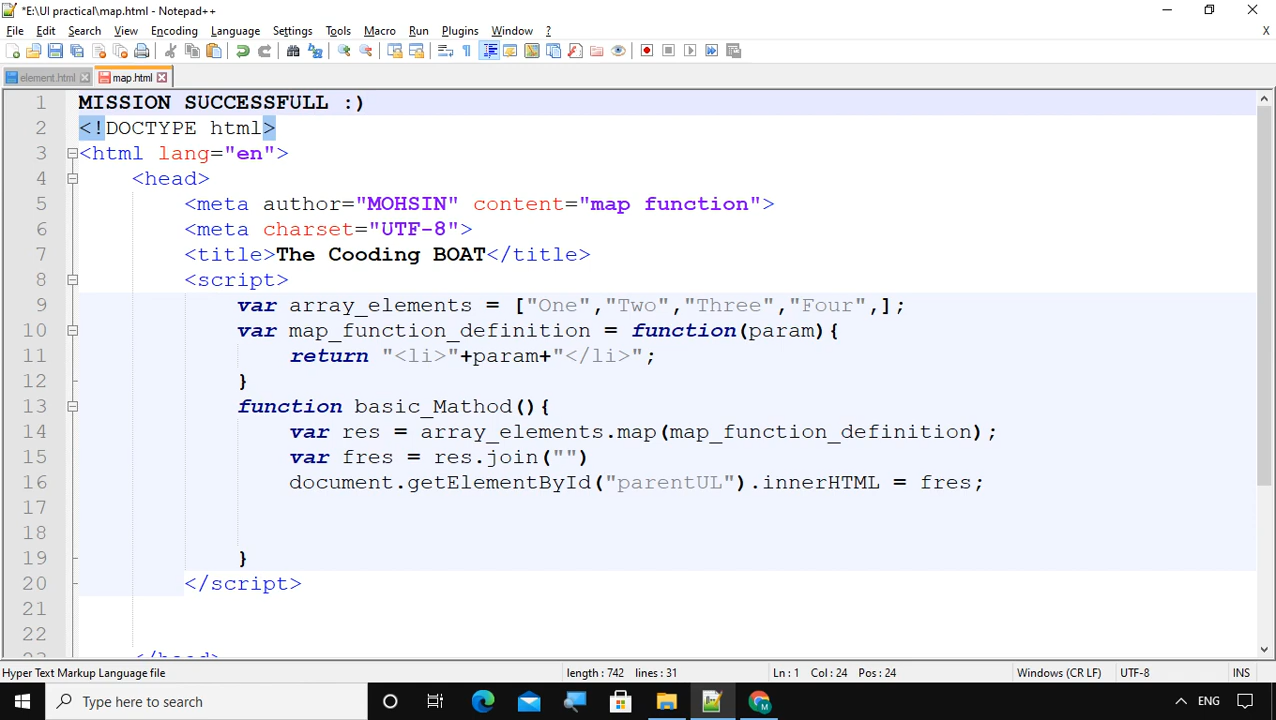 *E:\UI practical\map.html - Notepad++
File Edit Search View Encoding Language Settings Tools Macro Run Plugins Window ? X
element.html map.html
1 MISSION SUCCESSFULL :)
2 <!DOCTYPE html>
3 <html lang="en">
4 <head>
5 <meta author="MOHSIN" content="map function">
6 <meta charset="UTF-8">
7 <title>The Cooding BOAT</title>
8 <script>
9 var array_elements = ["One","Two","Three","Four",];
10 var map_function_definition = function(param){
11 return "<li>"+param+"</li>";
12 }
13 function basic_Mathod(){
14 var res = array_elements.map(map_function_definition);
15 var fres = res.join("")
16 document.getElementById("parentUL").innerHTML = fres;
17
18
19 }
20 </script>
21
22
23 </head>
Hyper Text Markup Language file length : 742 lines : 31 Ln : 1 Col : 24 Pos : 24 Windows (CR LF) UTF-8 INS
Type here to search ENG